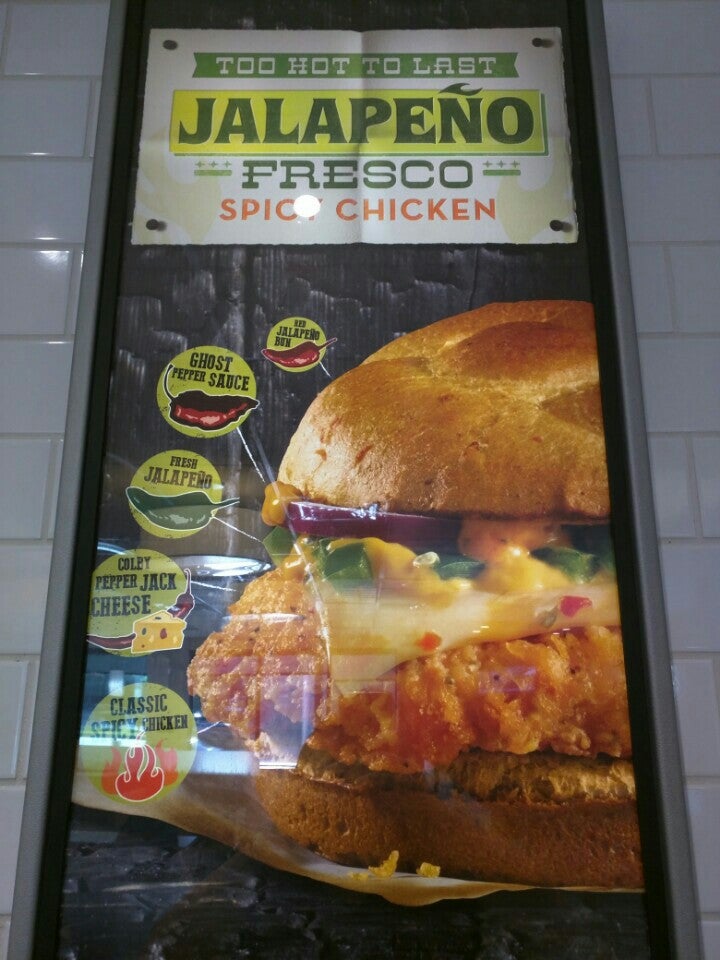 TOO HOT TO LAST
JALAPEÑO
FRESCO
SPICY CHICKEN
RED
JALAPEÑO
BUN
GHOST
PEPPER SAUCE
FRESH
JALAPEÑO
COLBY
PEPPER JACK
CHEESE
CLASSIC
SPICY CHICKEN